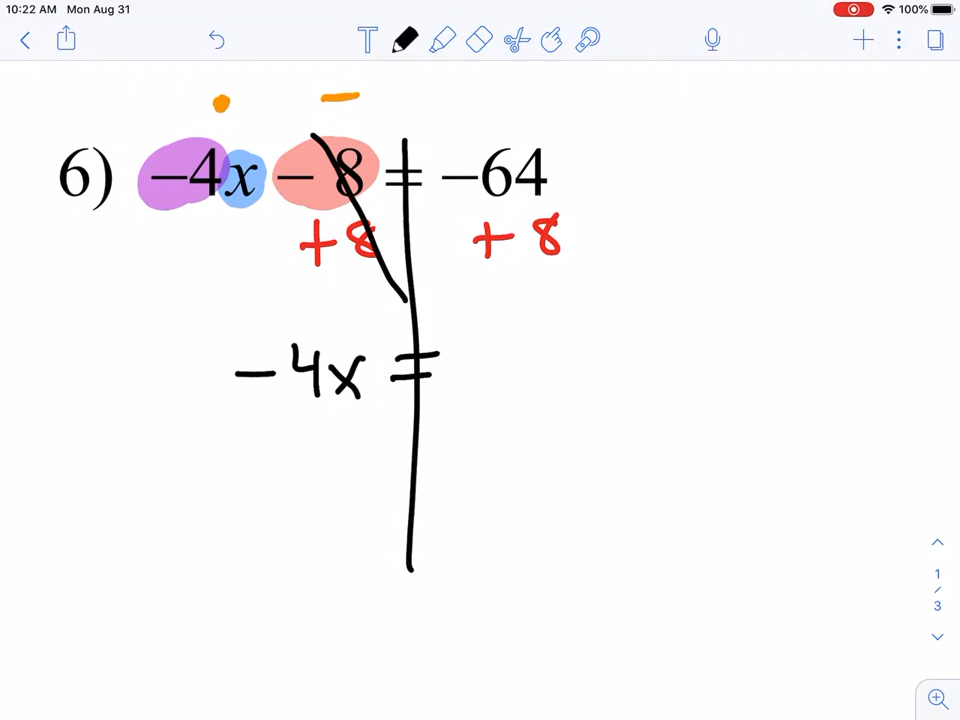 10:22 AM Mon Aug 31 100%
T
6) −4x − 8 = −64
+8 +8
−4x =
1
/
3